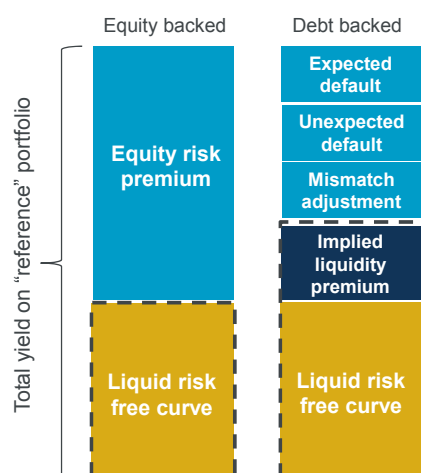 Equity backed
Debt backed
Total yield on “reference” portfolio
Equity risk
premium
Liquid risk
free curve
Expected
default
Unexpected
default
Mismatch
adjustment
Implied
liquidity
premium
Liquid risk
free curve